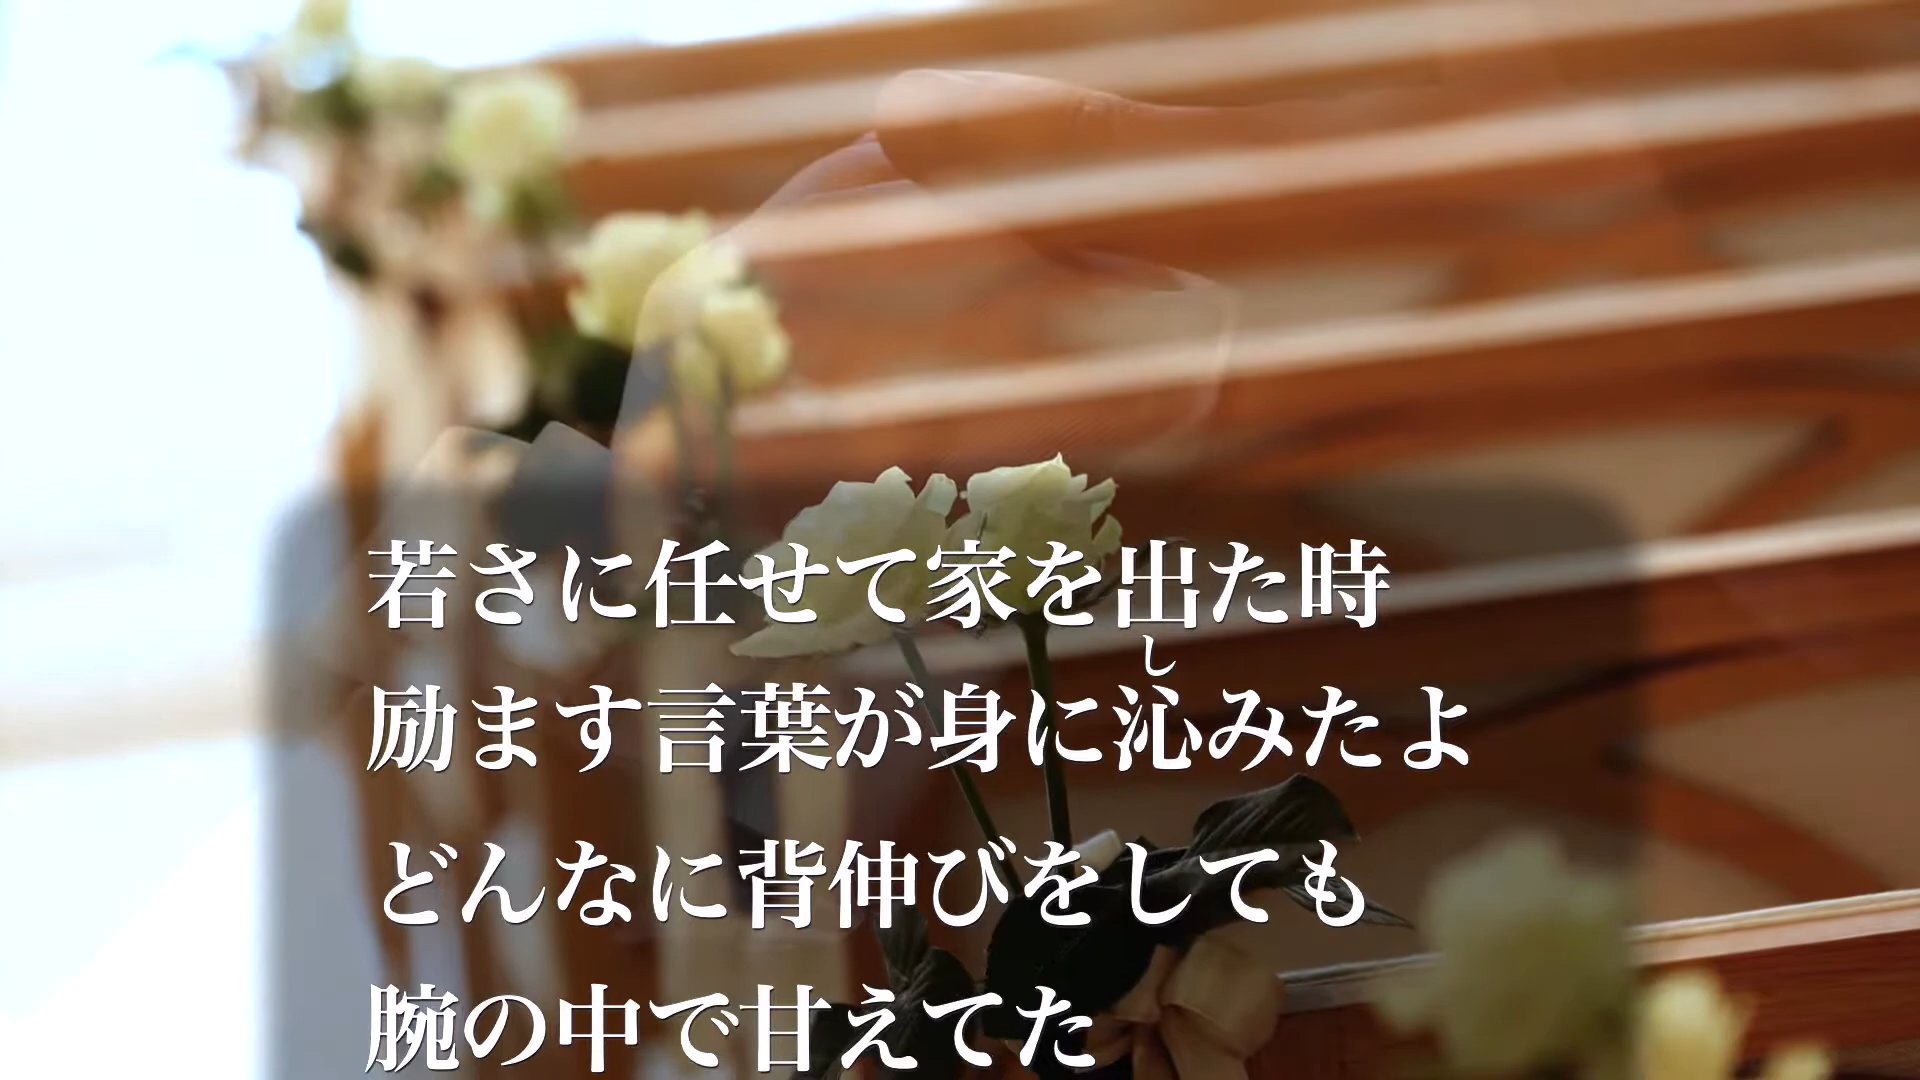 若さに任せて家を出た時
し
励ます言葉が身に沁みたよ
どんなに背伸びをしても
腕の中で甘えてた